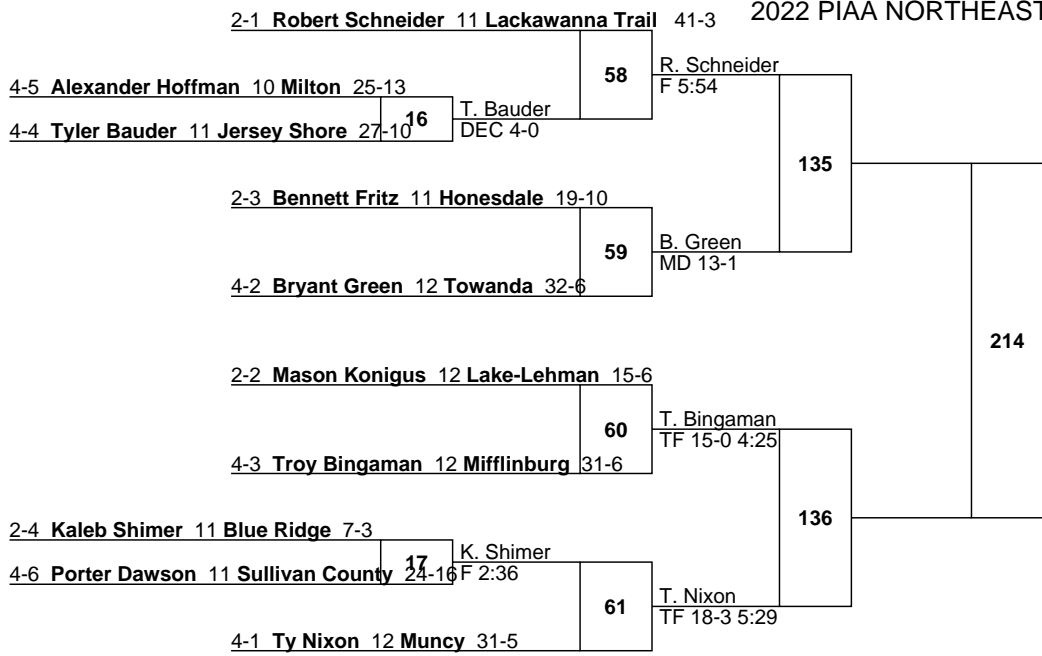 2022 PIAA NORTHEAST
2-1 Robert Schneider 11 Lackawanna Trail 41-3
58
R. Schneider
F 5:54
4-5 Alexander Hoffman 10 Milton 25-13
16
T. Bauder
DEC 4-0
4-4 Tyler Bauder 11 Jersey Shore 27-10
135
2-3 Bennett Fritz 11 Honesdale 19-10
59
B. Green
MD 13-1
4-2 Bryant Green 12 Towanda 32-6
214
2-2 Mason Konigus 12 Lake-Lehman 15-6
60
T. Bingaman
TF 15-0 4:25
4-3 Troy Bingaman 12 Mifflinburg 31-6
136
2-4 Kaleb Shimer 11 Blue Ridge 7-3
17
K. Shimer
F 2:36
4-6 Porter Dawson 11 Sullivan County 24-16
61
T. Nixon
TF 18-3 5:29
4-1 Ty Nixon 12 Muncy 31-5